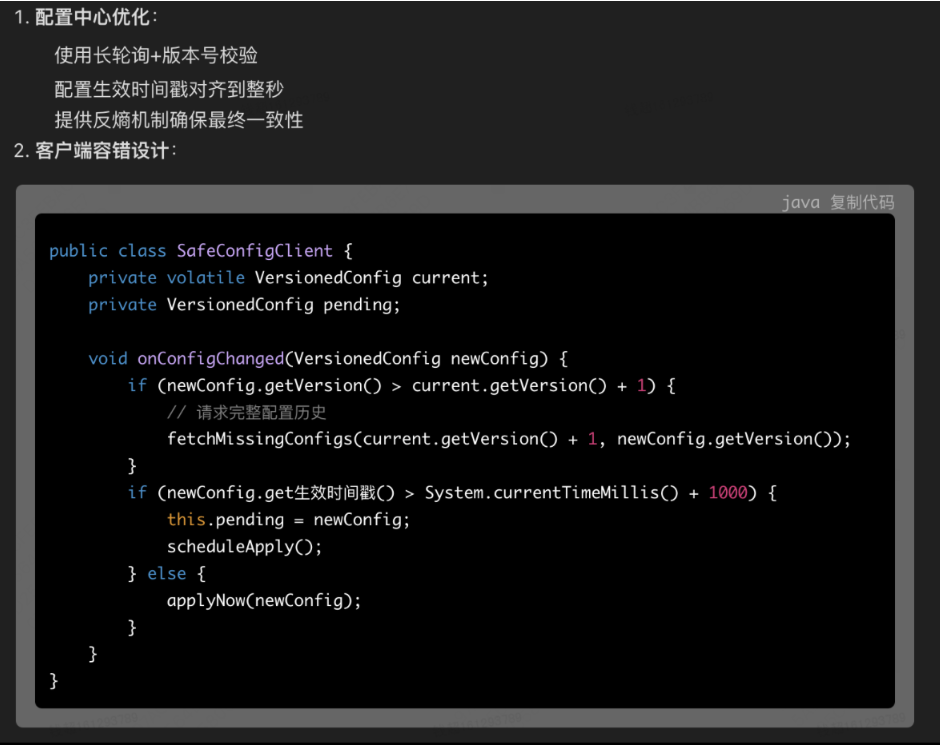 1. 配置中心优化：
使用长轮询+版本号校验
配置生效时间戳对齐到整秒
提供反熵机制确保最终一致性
2. 客户端容错设计：
java 复制代码
public class SafeConfigClient {
    private volatile VersionedConfig current;
    private VersionedConfig pending;
    void onConfigChanged(VersionedConfig newConfig) {
        if (newConfig.getVersion() > current.getVersion() + 1) {
            // 请求完整配置历史
            fetchMissingConfigs(current.getVersion() + 1, newConfig.getVersion());
        }
        if (newConfig.get生效时间戳() > System.currentTimeMillis() + 1000) {
            this.pending = newConfig;
            scheduleApply();
        } else {
            applyNow(newConfig);
        }
    }
}